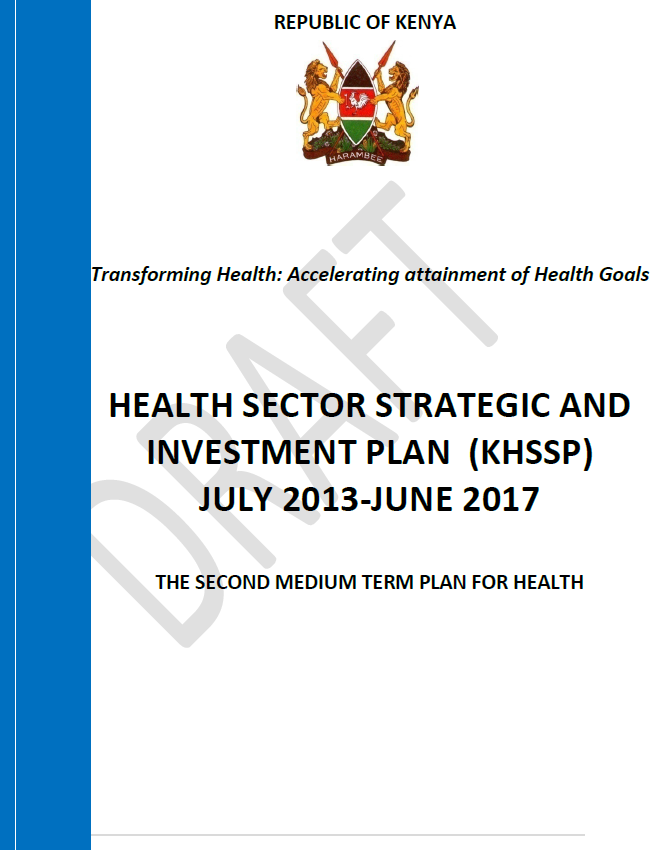 REPUBLIC OF KENYA
HARAMBEE
Transforming Health: Accelerating attainment of Health Goals
HEALTH SECTOR STRATEGIC AND
INVESTMENT PLAN (KHSSP)
JULY 2013-JUNE 2017
THE SECOND MEDIUM TERM PLAN FOR HEALTH
DRAFT